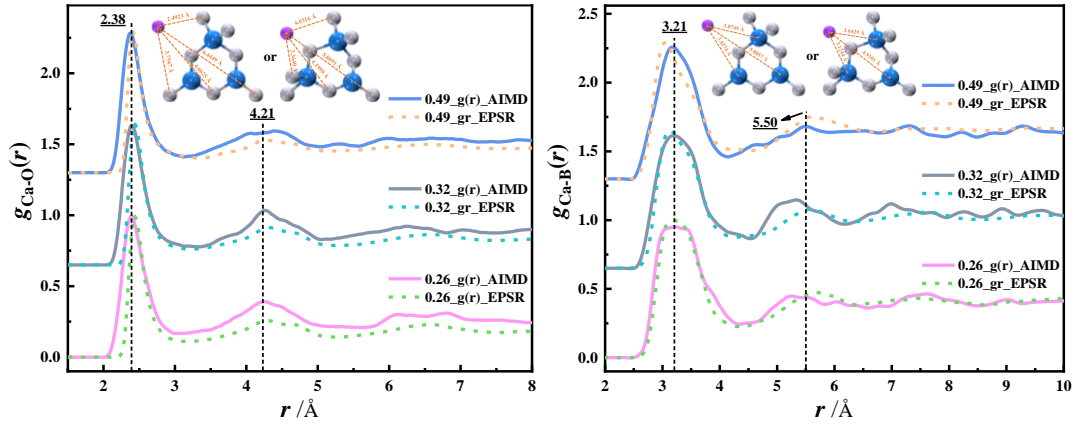 2.38
or
4.21
0.49_g(r)_AIMD
0.49_gr_EPSR
0.32_g(r)_AIMD
0.32_gr_EPSR
0.26_g(r)_AIMD
0.26_g(r)_EPSR
g Ca-O(r)
2.0
1.5
1.0
0.5
0.0
2 3 4 5 6 7 8
r /Å
3.21
or
5.50
0.49_g(r)_AIMD
0.49_gr_EPSR
0.32_g(r)_AIMD
0.32_gr_EPSR
0.26_g(r)_AIMD
0.26_g(r)_EPSR
g Ca-B(r)
2.5
2.0
1.5
1.0
0.5
0.0
2 3 4 5 6 7 8 9 10
r /Å